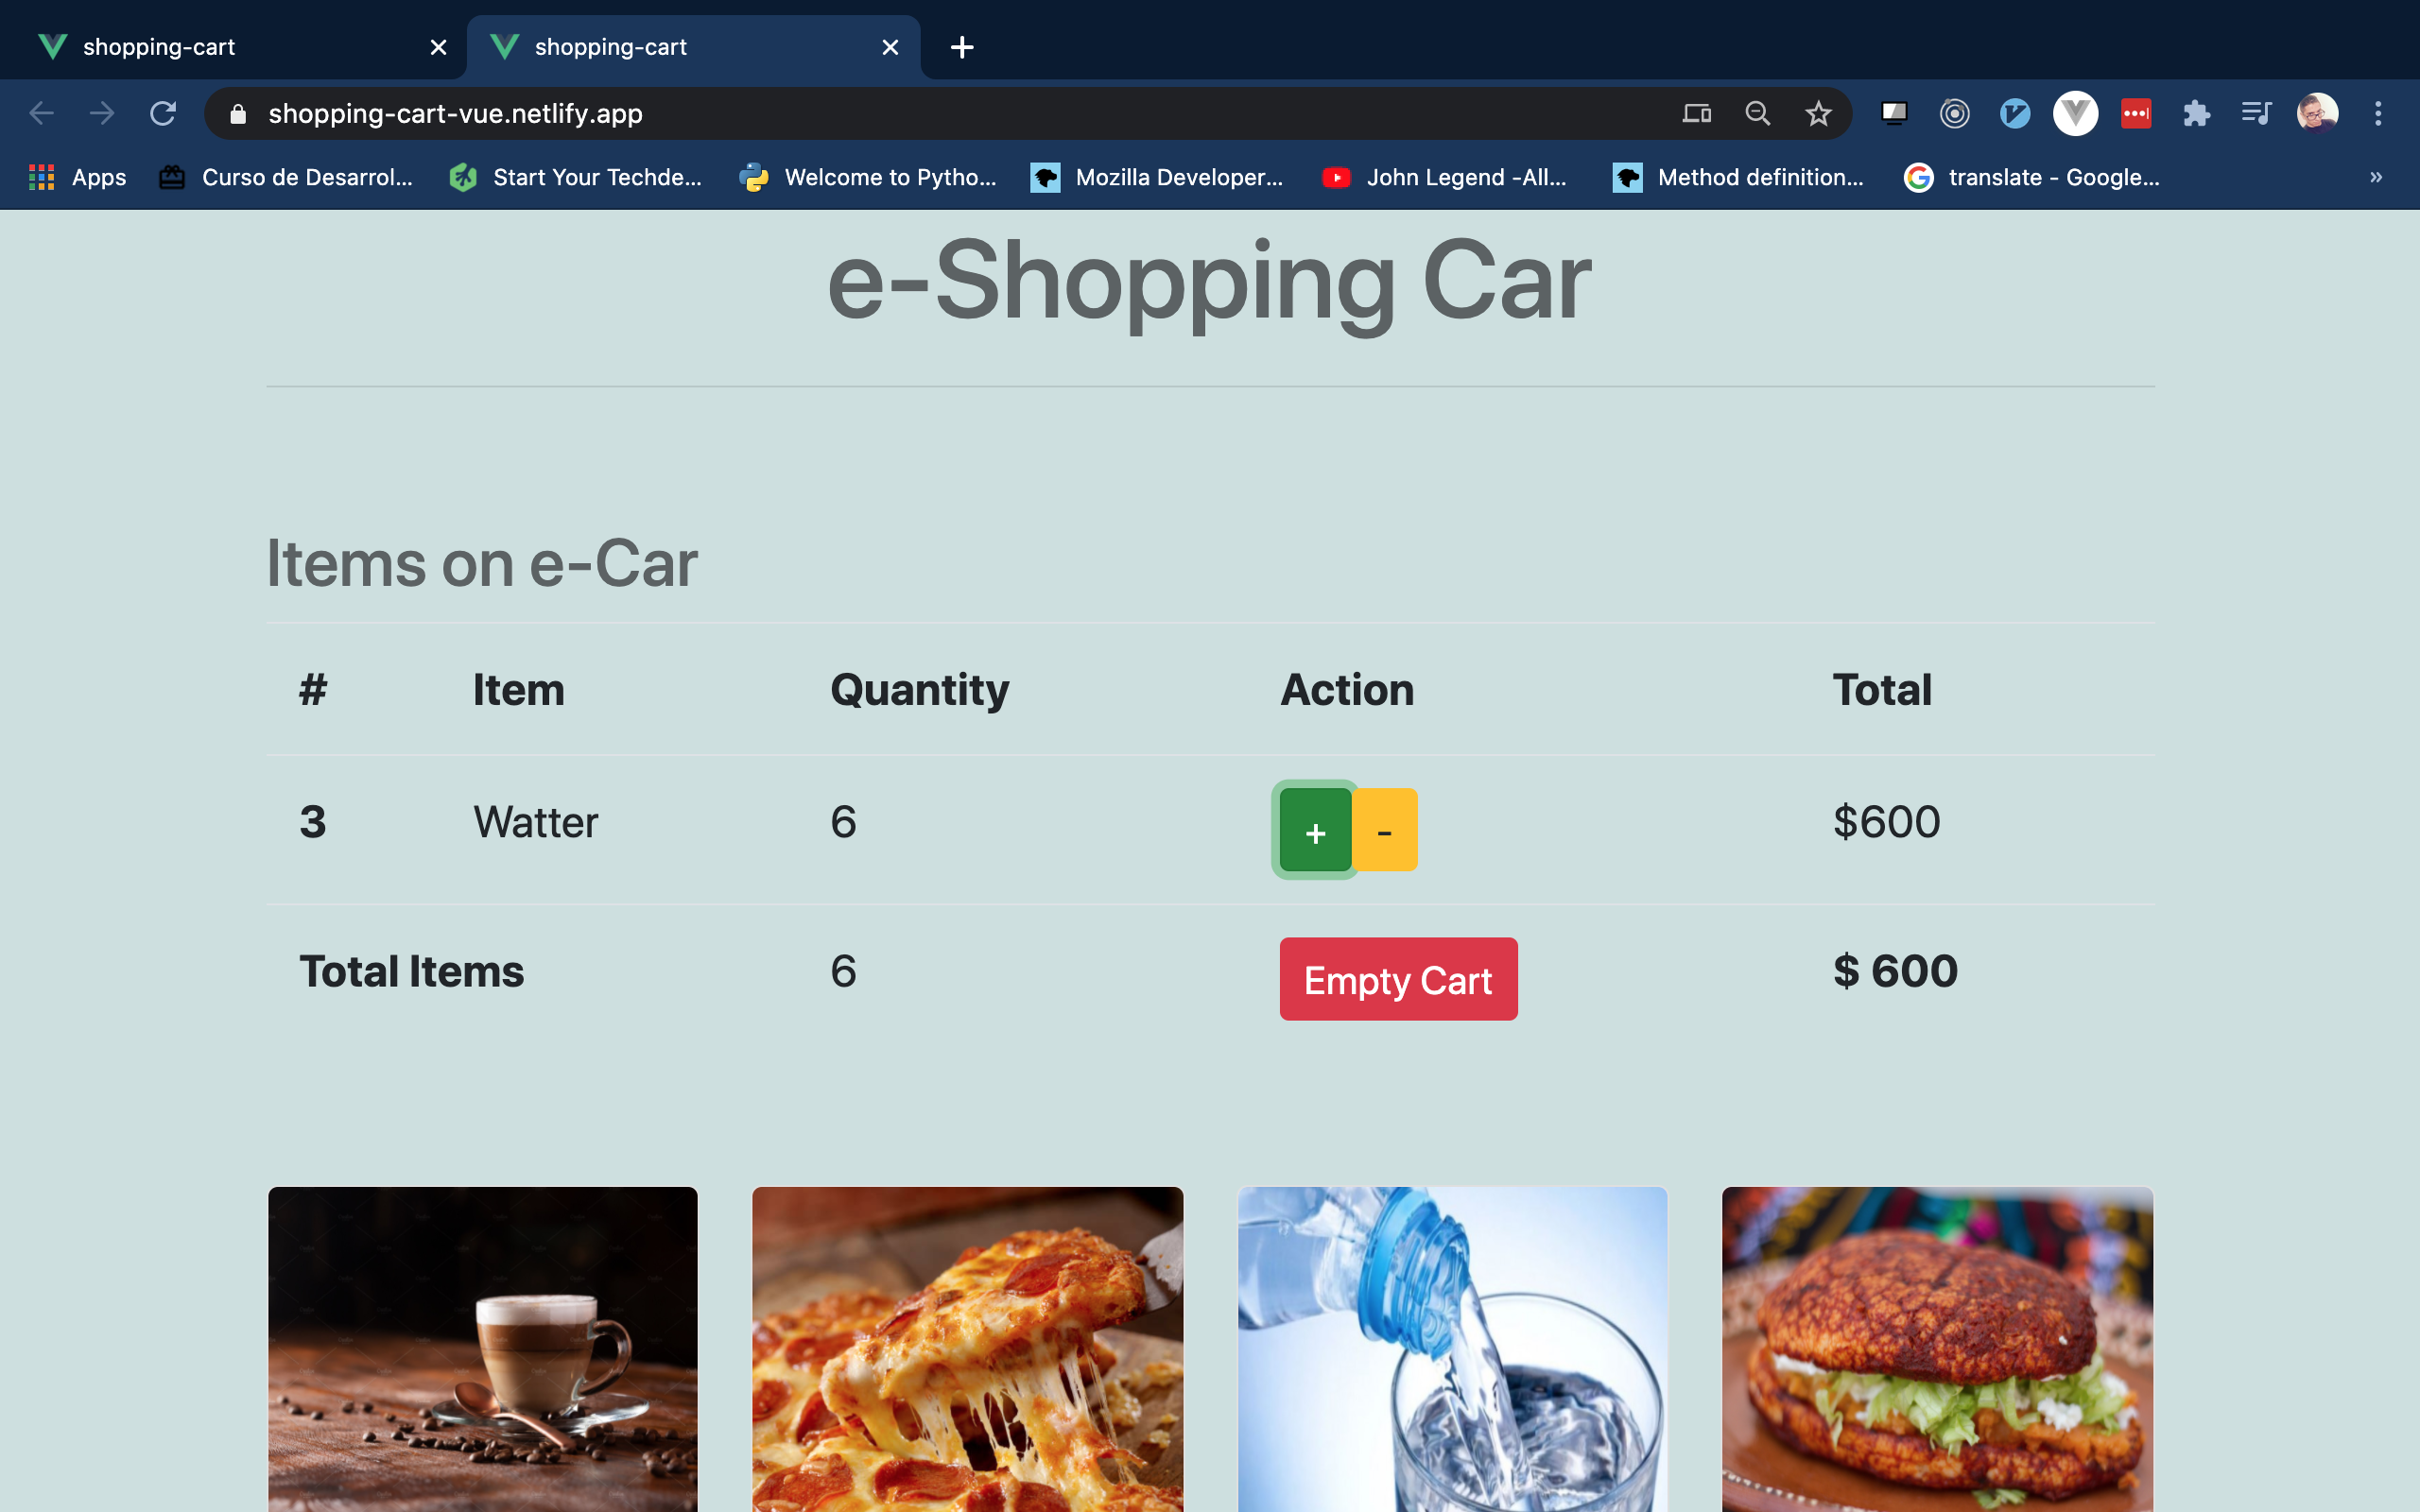 shopping-cart
shopping-cart
shopping-cart-vue.netlify.app
Apps
Curso de Desarrol...
Start Your Techde...
Welcome to Pytho...
Mozilla Developer...
John Legend -All...
Method definition...
translate - Google...
»
e-Shopping Car
Items on e-Car
# Item Quantity Action Total
3 Watter 6 + - $600
Total Items 6 Empty Cart $ 600